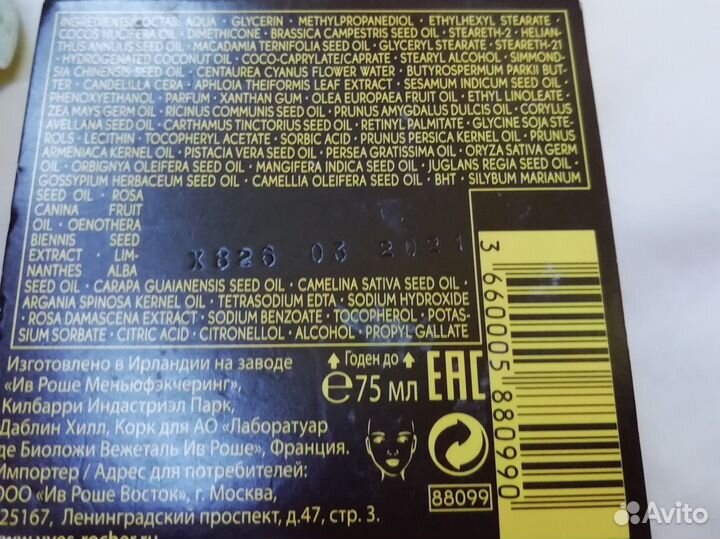 INGREDIENTS/СОСТАВ: AQUA · GLYCERIN · METHYLPROPANEDIOL · ETHYLHEXYL STEARATE ·
COCOS NUCIFERA OIL · DIMETHICONE · BRASSICA CAMPESTRIS SEED OIL · STEARETH-2 · HELIAN-
THUS ANNUUS SEED OIL · MACADAMIA TERNIFOLIA SEED OIL · GLYCERYL STEARATE · STEARETH-21
· HYDROGENATED COCONUT OIL · COCO-CAPRYLATE/CAPRATE · STEARYL ALCOHOL · SIMMOND-
SIA CHINENSIS SEED OIL · CENTAUREA CYANUS FLOWER WATER · BUTYROSPERMUM PARKII BUT-
TER · CANDELILLA CERA · APHLOIA THEIFORMIS LEAF EXTRACT · SESAMUM INDICUM SEED OIL ·
PHENOXYETHANOL · PARFUM · XANTHAN GUM · OLEA EUROPAEA FRUIT OIL · ETHYL LINOLEATE ·
ZEA MAYS GERM OIL · RICINUS COMMUNIS SEED OIL · PRUNUS AMYGDALUS DULCIS OIL · CORYLUS
AVELLANA SEED OIL · CARTHAMUS TINCTORIUS SEED OIL · RETINYL PALMITATE · GLYCINE SOJA STE-
ROLS · LECITHIN · TOCOPHERYL ACETATE · SORBIC ACID · PRUNUS PERSICA KERNEL OIL · PRUNUS
ARMENIACA KERNEL OIL · PISTACIA VERA SEED OIL · PERSEA GRATISSIMA OIL · ORYZA SATIVA GERM
OIL · ORBIGNYA OLEIFERA SEED OIL · MANGIFERA INDICA SEED OIL · JUGLANS REGIA SEED OIL ·
GOSSYPIUM HERBACEUM SEED OIL · CAMELLIA OLEIFERA SEED OIL · BHT · SILYBUM MARIANUM
SEED OIL · ROSA
CANINA FRUIT
OIL · OENOTHERA
BIENNIS SEED
EXTRACT · LIM-
NANTHES ALBA
X826 03 2021
SEED OIL · CARAPA GUAIANENSIS SEED OIL · CAMELINA SATIVA SEED OIL ·
ARGANIA SPINOSA KERNEL OIL · TETRASODIUM EDTA · SODIUM HYDROXIDE
· ROSA DAMASCENA EXTRACT · SODIUM BENZOATE · TOCOPHEROL · POTAS-
SIUM SORBATE · CITRIC ACID · CITRONELLOL · ALCOHOL · PROPYL GALLATE
Изготовлено в Ирландии на заводе
«Ив Роше Меньюфэкчеринг»,
Килбарри Индастриэл Парк,
Даблин Хилл, Корк для АО «Лаборатуар
де Биоложи Вежеталь Ив Роше», Франция.
Импортер / Адрес для потребителей:
ООО «Ив Роше Восток», г. Москва,
125167, Ленинградский проспект, д.47, стр. 3.
www.yves-rocher.ru
Годен до
℮75 мл
EAC
88099
3 660005 880990
Avito